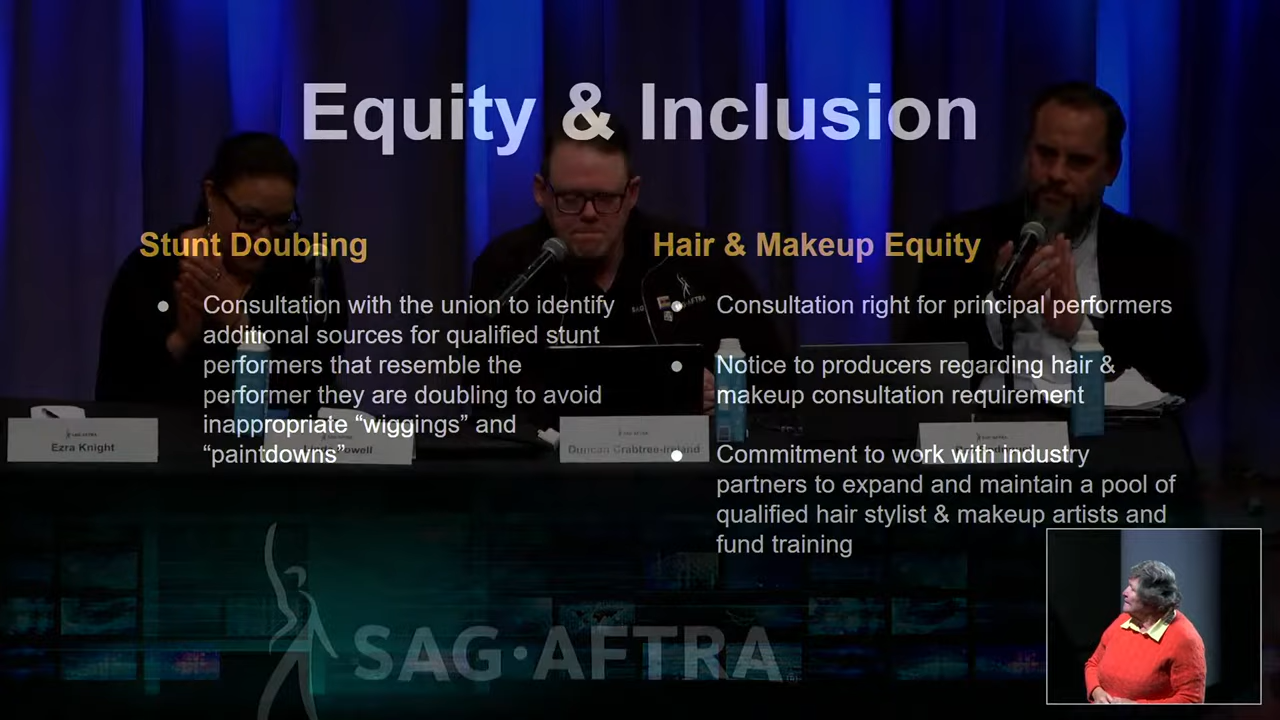 Equity & Inclusion
Stunt Doubling
● Consultation with the union to identify
additional sources for qualified stunt
performers that resemble the
performer they are doubling to avoid
inappropriate “wiggings” and
“paintdowns”
Hair & Makeup Equity
● Consultation right for principal performers
● Notice to producers regarding hair &
makeup consultation requirement
● Commitment to work with industry
partners to expand and maintain a pool of
qualified hair stylist & makeup artists and
fund training
Ezra Knight
Duncan Crabtree-Ireland
SAG·AFTRA